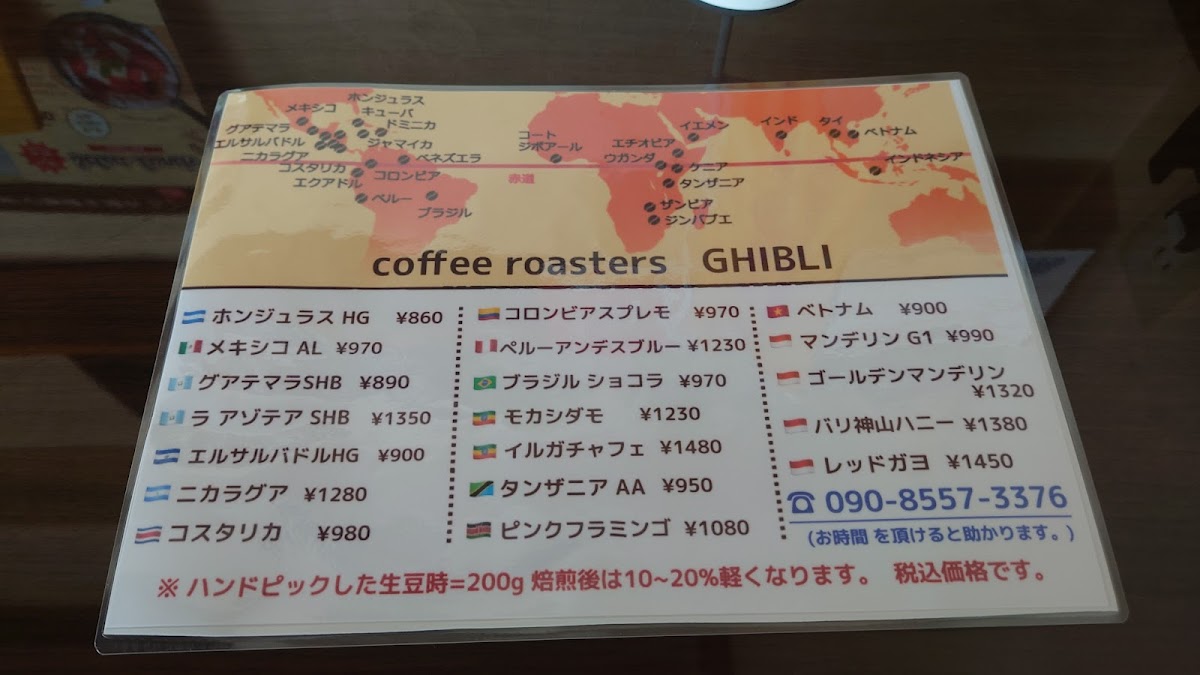 ホンジュラス
メキシコ
キューバ
ドミニカ
グアテマラ
エルサルバドル
ジャマイカ
ニカラグア
ベネズエラ
コスタリカ
コロンビア
エクアドル
ペルー
ブラジル
コート
ジボアール
赤道
イエメン
エチオピア
ウガンダ
ケニア
タンザニア
ザンビア
ジンバブエ
インド
タイ
ベトナム
インドネシア
coffee roasters GHIBLI
ホンジュラス HG ¥860
メキシコ AL ¥970
グアテマラSHB ¥890
ラ アゾテア SHB ¥1350
エルサルバドルHG ¥900
ニカラグア ¥1280
コスタリカ ¥980
コロンビアスプレモ ¥970
ペルーアンデスブルー ¥1230
ブラジル ショコラ ¥970
モカシダモ ¥1230
イルガチャフェ ¥1480
タンザニア AA ¥950
ピンクフラミンゴ ¥1080
ベトナム ¥900
マンデリン G1 ¥990
ゴールデンマンデリン
¥1320
バリ神山ハニー ¥1380
レッドガヨ ¥1450
☎ 090-8557-3376
(お時間 を頂けると助かります。)
※ ハンドピックした生豆時=200g 焙煎後は10~20%軽くなります。 税込価格です。